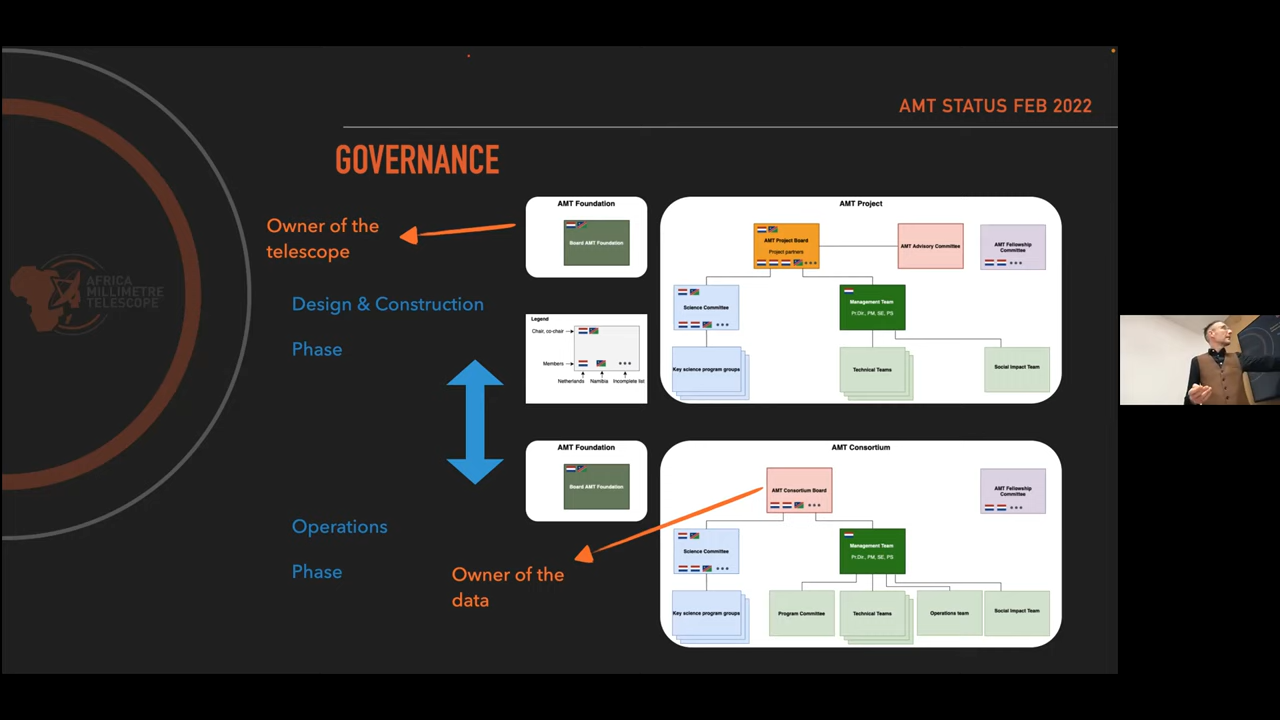 AMT STATUS FEB 2022
GOVERNANCE
AFRICA
MILLIMETRE
TELESCOPE
Owner of the
telescope
Design & Construction
Phase
Operations
Phase
Owner of the
data
AMT Foundation
Board AMT Foundation
Legend
Chair, co-chair
Members
Netherlands
Namibia
Incomplete list
AMT Project
AMT Project Board
Project partners
AMT Advisory Committee
AMT Fellowship
Committee
Science Committee
Management Team
Pr.Dir., PM, SE, PS
Key science program groups
Technical Teams
Social Impact Team
AMT Foundation
Board AMT Foundation
AMT Consortium
AMT Consortium Board
AMT Fellowship
Committee
Science Committee
Management Team
Pr.Dir., PM, SE, PS
Key science program groups
Program Committee
Technical Teams
Operations team
Social Impact Team